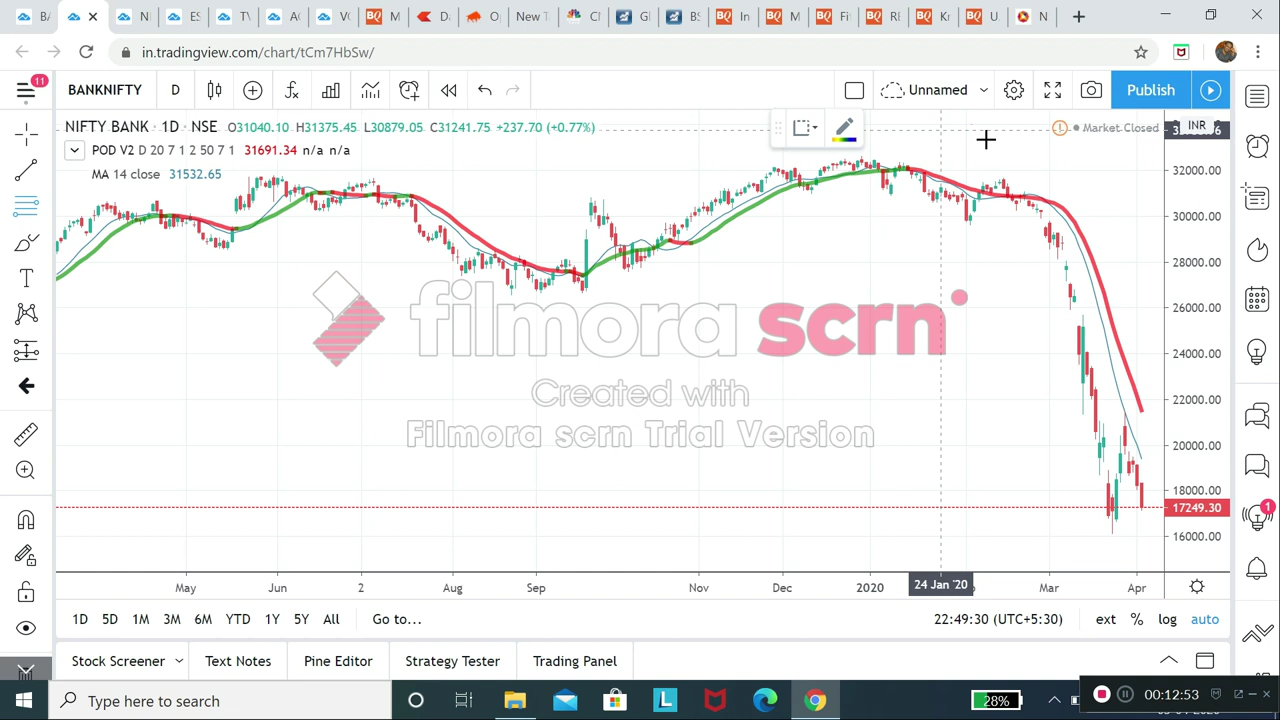 in.tradingview.com/chart/tCm7HbSw/
11
BANKNIFTY
D
Unnamed
Publish
NIFTY BANK · 1D · NSE O31040.10 H31375.45 L30879.05 C31241.75 +237.70 (+0.77%)
Market Closed
INR
POD V2.0 30 7 1 2 50 7 1 31691.34 n/a n/a
MA 14 close 31532.65
32000.00
30000.00
28000.00
26000.00
24000.00
22000.00
20000.00
18000.00
17249.30
16000.00
filmora scrn
Created with
Filmora scrn Trial Version
1
May
Jun
2
Aug
Sep
Nov
Dec
2020
24 Jan '20
Mar
Apr
1D 5D 1M 3M 6M YTD 1Y 5Y All Go to...
22:49:30 (UTC+5:30) ext % log auto
Stock Screener Text Notes Pine Editor Strategy Tester Trading Panel
Type here to search
28%
00:12:53